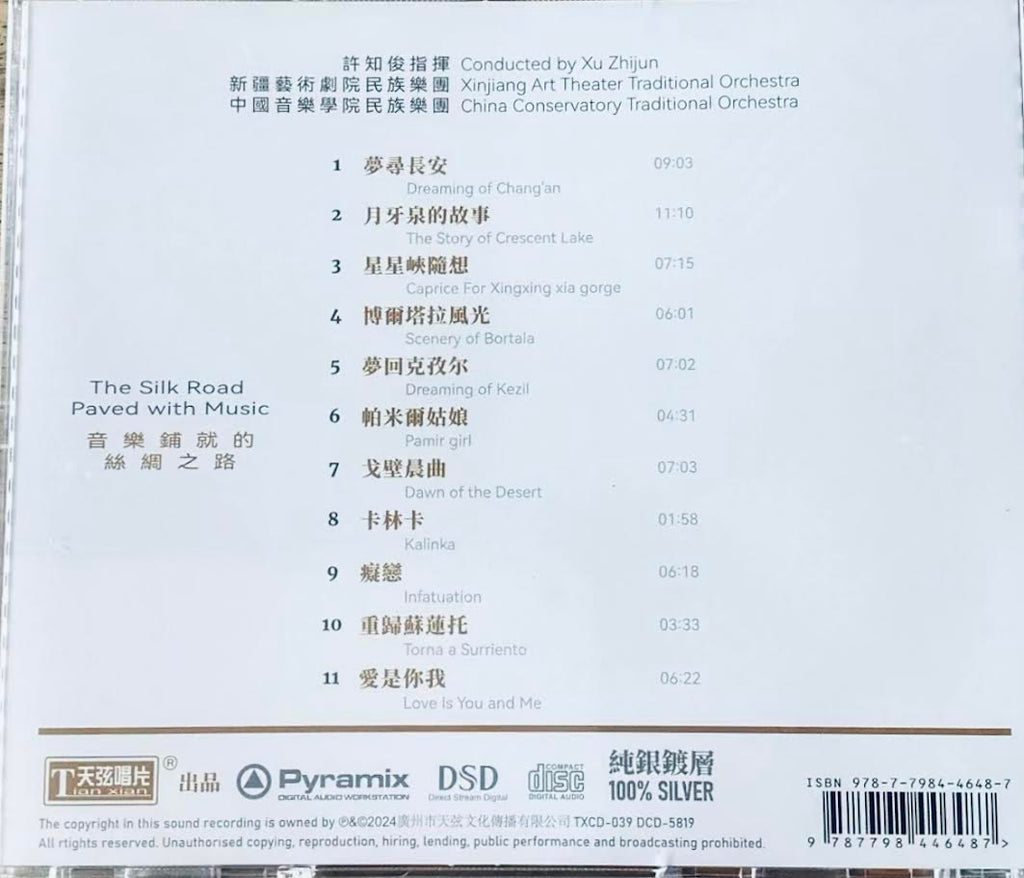 許知俊指揮 Conducted by Xu Zhijun
新疆藝術劇院民族樂團 Xinjiang Art Theater Traditional Orchestra
中國音樂學院民族樂團 China Conservatory Traditional Orchestra
1 夢尋長安 09:03
Dreaming of Chang'an
2 月牙泉的故事 11:10
The Story of Crescent Lake
3 星星峽隨想 07:15
Caprice For Xingxing xia gorge
4 博爾塔拉風光 06:01
Scenery of Bortala
5 夢回克孜尔 07:02
Dreaming of Kezil
6 帕米爾姑娘 04:31
Pamir girl
7 戈壁晨曲 07:03
Dawn of the Desert
8 卡林卡 01:58
Kalinka
9 癡戀 06:18
Infatuation
10 重歸蘇蓮托 03:33
Torna a Surriento
11 愛是你我 06:22
Love Is You and Me
The Silk Road
Paved with Music
音樂鋪就的
絲綢之路
天弦唱片® 出品
Tian xian
Pyramix
DIGITAL AUDIO WORKSTATION
DSD
Direct Stream Digital
COMPACT
disc
DIGITAL AUDIO
純銀鍍層
100% SILVER
ISBN 978-7-7984-4648-7
9 787798 446487 >
The copyright in this sound recording is owned by ℗&©2024廣州市天弦文化傳播有限公司 TXCD-039 DCD-5819
All rtights reserved. Unauthorised copying, reproduction, hiring, lending, public performance and broadcasting prohibited.